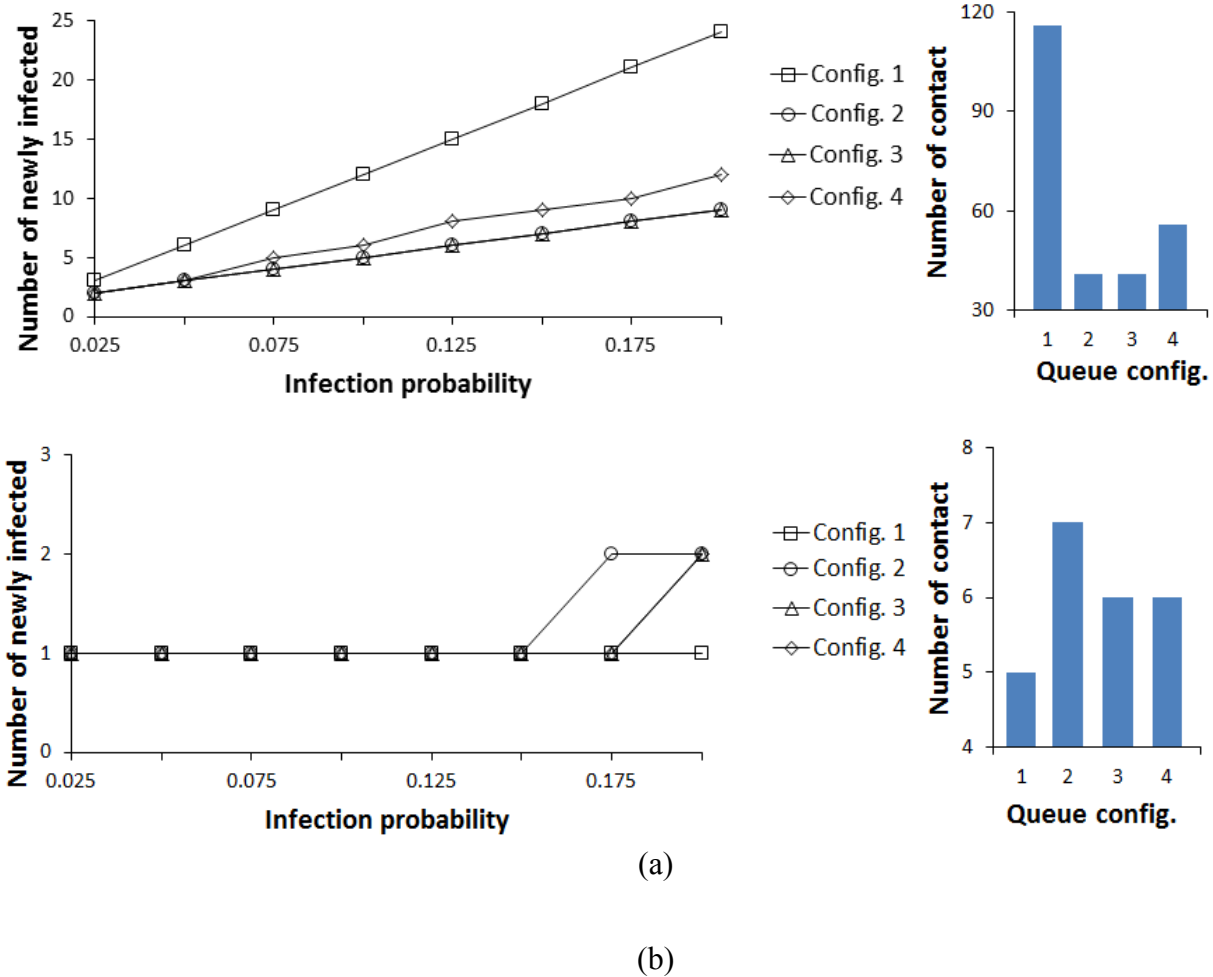 25
20
15
10
5
0
Number of newly infected
0.025 0.075 0.125 0.175
Infection probability
Config. 1
Config. 2
Config. 3
Config. 4
120
90
60
30
Number of contact
1 2 3 4
Queue config.
3
2
1
0
Number of newly infected
0.025 0.075 0.125 0.175
Infection probability
Config. 1
Config. 2
Config. 3
Config. 4
8
7
6
5
4
Number of contact
1 2 3 4
Queue config.
(a)
(b)